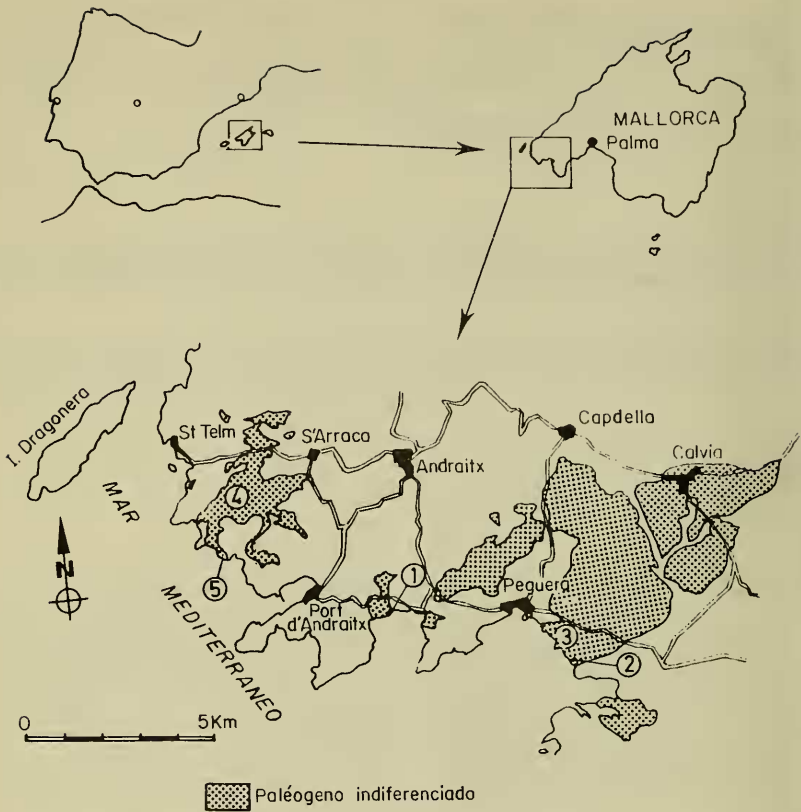 MALLORCA
Palma
I. Dragonera
St Telm
S'Arraco
Andraitx
Capdella
Calvia
MAR
MEDITERRANEO
N
4
5
1
Port
d'Andraitx
Peguera
3
2
0 5Km
Paléogeno indiferenciado